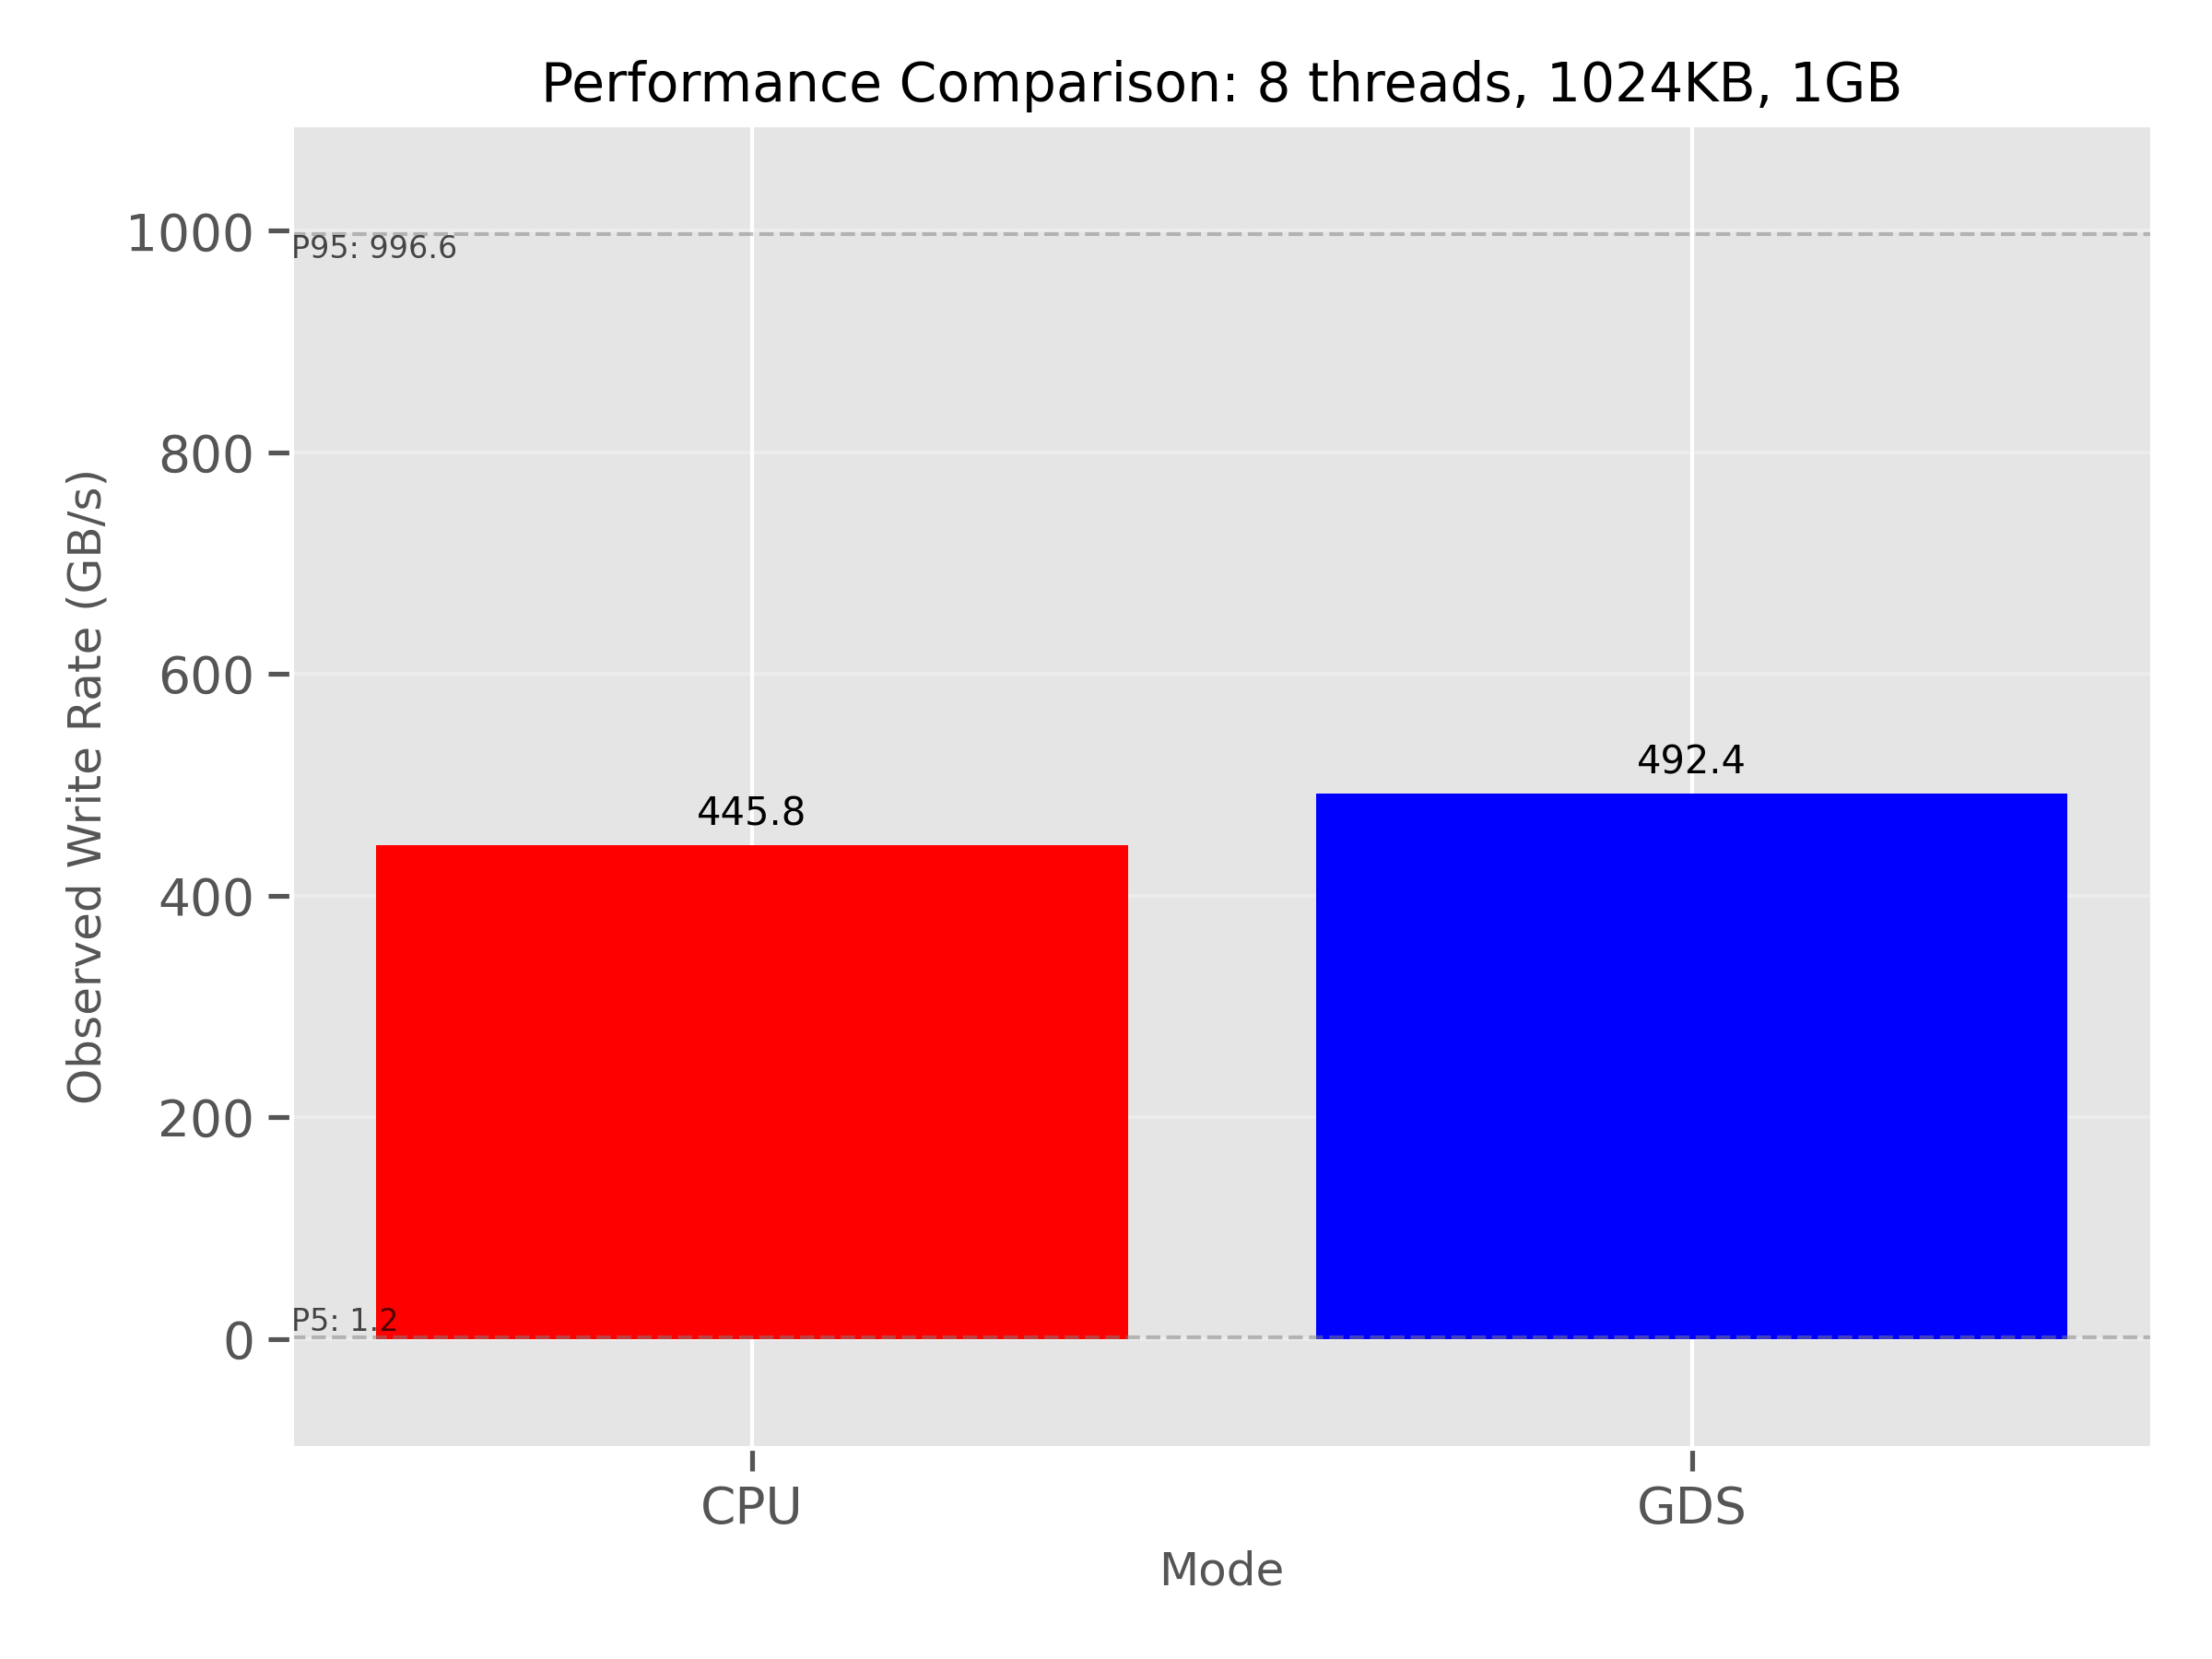 Performance Comparison: 8 threads, 1024KB, 1GB
Observed Write Rate (GB/s)
1000
P95: 996.6
800
600
492.4
445.8
400
200
P5: 1.2
0
CPU
GDS
Mode